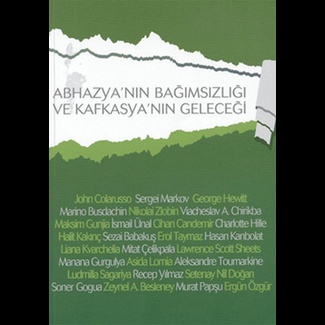 ABHAZYA'NIN BAĞIMSIZLIĞI
VE KAFKASYA'NIN GELECEĞİ
John Colarusso Sergei Markov George Hewitt
Marino Busdachin Nikolai Zlobin Viacheslav A. Chirikba
Maksim Gunjia İsmail Ünal Cihan Candemir Charlotte Hille
Halit Kakınç Sezai Babakuş Erol Taymaz Hasan Kanbolat
Liana Kvarchelia Mitat Çelikpala Lawrence Scott Sheets
Manana Gurgulya Asida Lomia Aleksandre Toumarkine
Ludmilla Sagariya Recep Yılmaz Setenay Nil Doğan
Soner Gogua Zeynel A. Besleney Murat Papşu Ergün Özgür